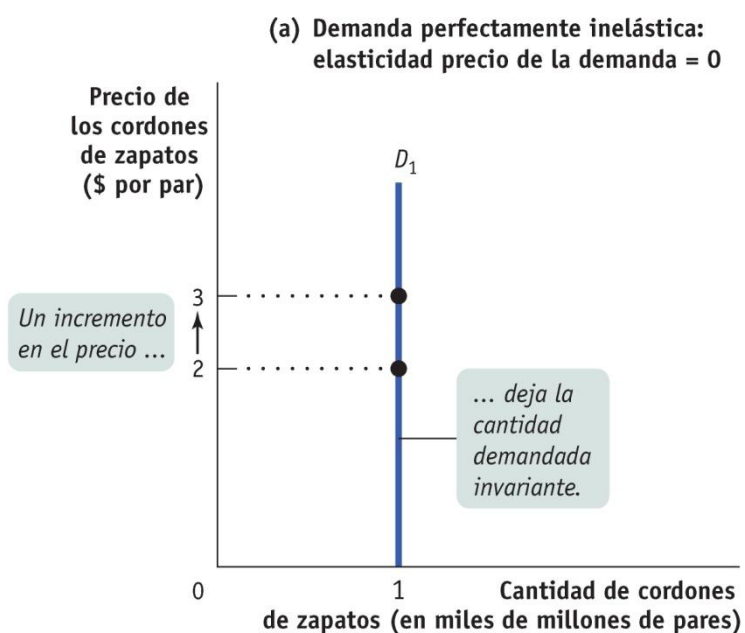 (a) Demanda perfectamente inelástica:
elasticidad precio de la demanda = 0
Precio de
los cordones
de zapatos
($ por par)
D1
3
Un incremento
en el precio ...
2
... deja la
cantidad
demandada
invariante.
0
1
Cantidad de cordones
de zapatos (en miles de millones de pares)